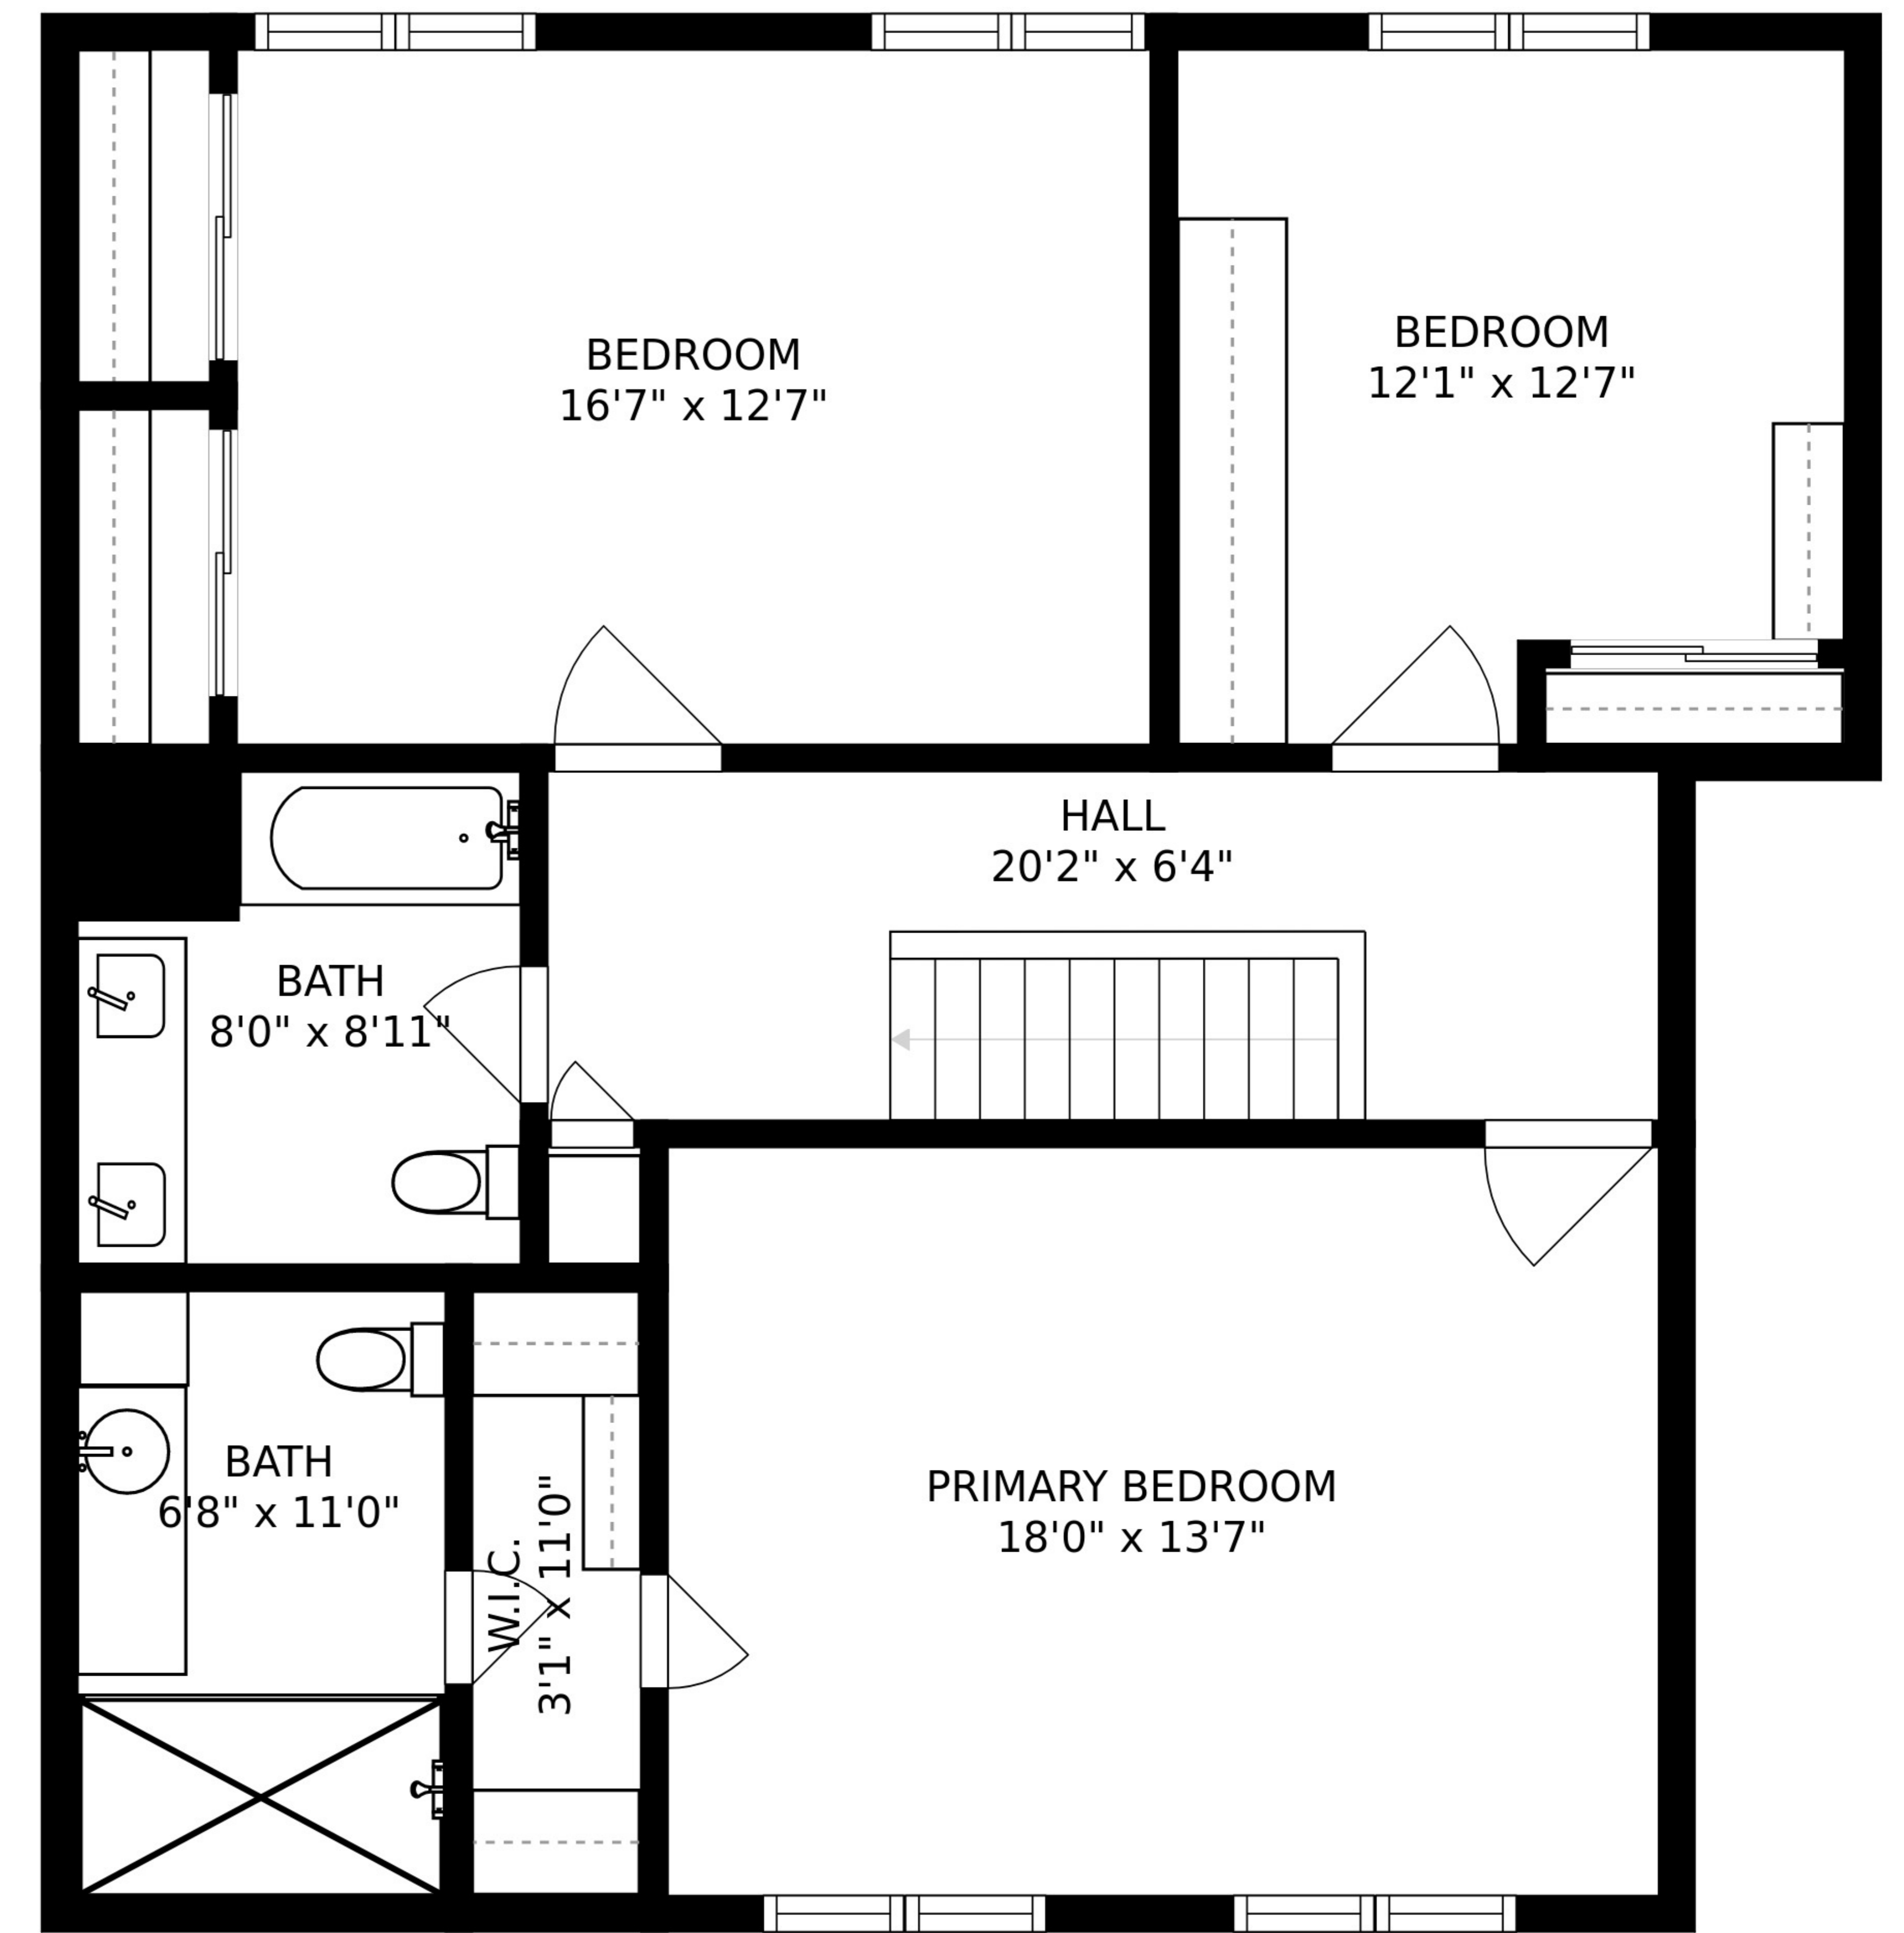 BEDROOM
16'7" x 12'7"
BEDROOM
12'1" x 12'7"
HALL
20'2" x 6'4"
BATH
8'0" x 8'11"
BATH
6'8" x 11'0"
W.I.C.
3'1" x 11'0"
PRIMARY BEDROOM
18'0" x 13'7"